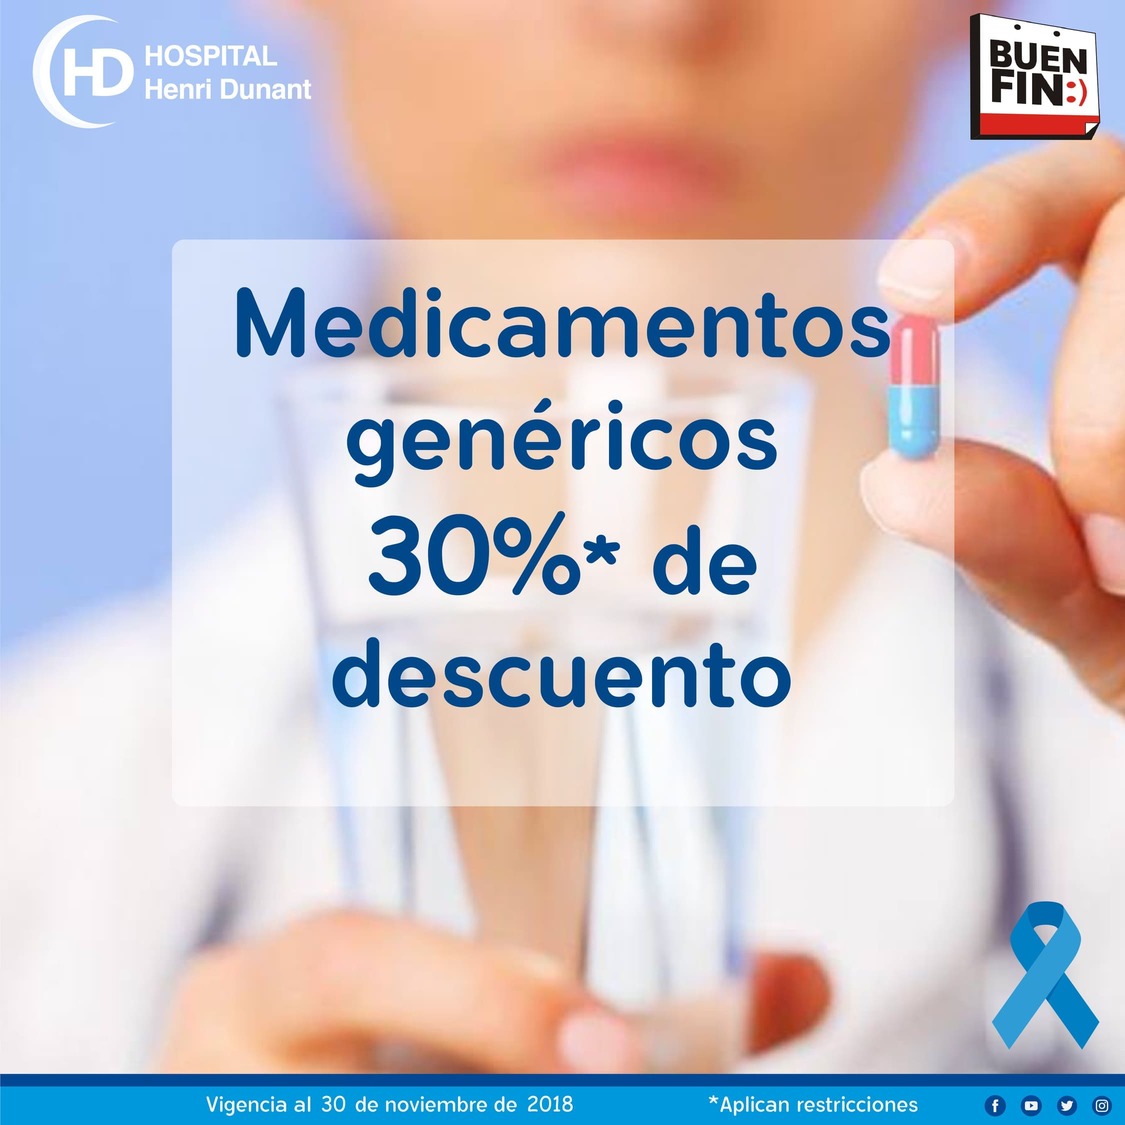 HD
HOSPITAL
Henri Dunant
BUEN
FIN:)
Medicamentos
genéricos
30%* de
descuento
Vigencia al 30 de noviembre de 2018
*Aplican restricciones